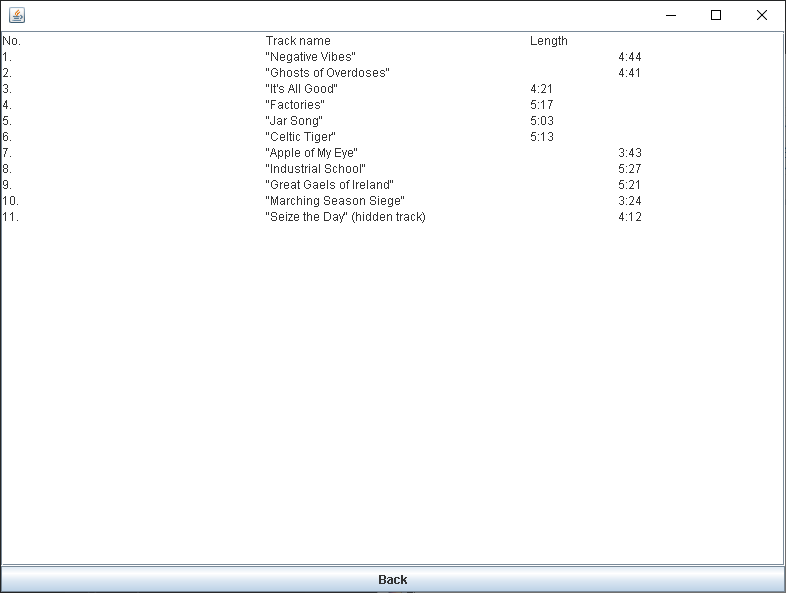 No. Track name Length
1. "Negative Vibes" 4:44
2. "Ghosts of Overdoses" 4:41
3. "It's All Good" 4:21
4. "Factories" 5:17
5. "Jar Song" 5:03
6. "Celtic Tiger" 5:13
7. "Apple of My Eye" 3:43
8. "Industrial School" 5:27
9. "Great Gaels of Ireland" 5:21
10. "Marching Season Siege" 3:24
11. "Seize the Day" (hidden track) 4:12
Back